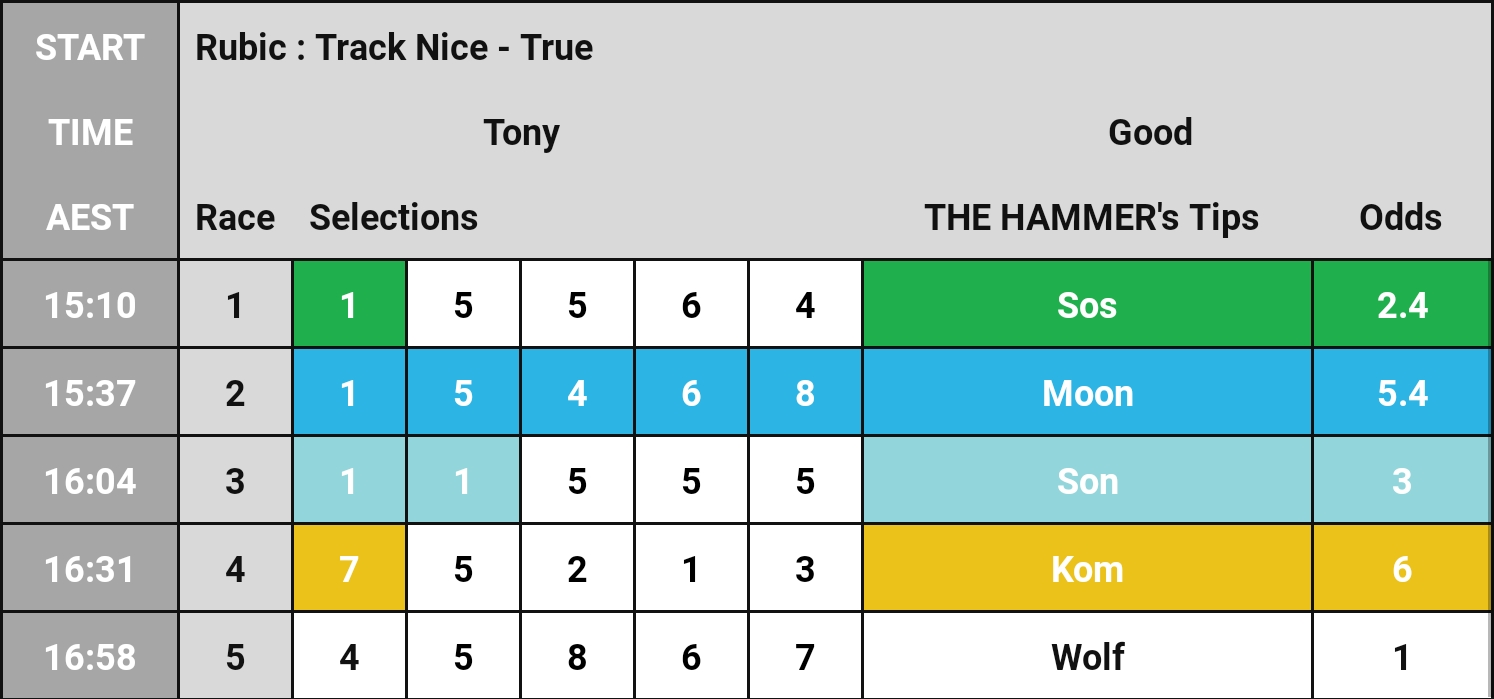 START Rubic : Track Nice - True
TIME Tony Good
AEST Race Selections THE HAMMER's Tips Odds
15:10 1 1 5 5 6 4 Sos 2.4
15:37 2 1 5 4 6 8 Moon 5.4
16:04 3 1 1 5 5 5 Son 3
16:31 4 7 5 2 1 3 Kom 6
16:58 5 4 5 8 6 7 Wolf 1